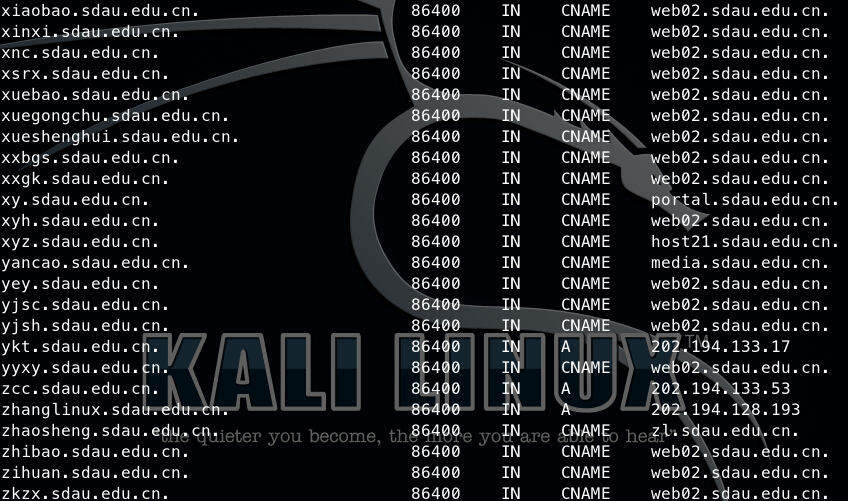 xiaobao.sdau.edu.cn. 86400 IN CNAME web02.sdau.edu.cn.
xinxi.sdau.edu.cn. 86400 IN CNAME web02.sdau.edu.cn.
xnc.sdau.edu.cn. 86400 IN CNAME web02.sdau.edu.cn.
xsrx.sdau.edu.cn. 86400 IN CNAME web02.sdau.edu.cn.
xuebao.sdau.edu.cn. 86400 IN CNAME web02.sdau.edu.cn.
xuegongchu.sdau.edu.cn. 86400 IN CNAME web02.sdau.edu.cn.
xueshenghui.sdau.edu.cn. 86400 IN CNAME web02.sdau.edu.cn.
xxbgs.sdau.edu.cn. 86400 IN CNAME web02.sdau.edu.cn.
xxgk.sdau.edu.cn. 86400 IN CNAME web02.sdau.edu.cn.
xy.sdau.edu.cn. 86400 IN CNAME portal.sdau.edu.cn.
xyh.sdau.edu.cn. 86400 IN CNAME web02.sdau.edu.cn.
xyz.sdau.edu.cn. 86400 IN CNAME host21.sdau.edu.cn.
yancao.sdau.edu.cn. 86400 IN CNAME media.sdau.edu.cn.
yey.sdau.edu.cn. 86400 IN CNAME web02.sdau.edu.cn.
yjsc.sdau.edu.cn. 86400 IN CNAME web02.sdau.edu.cn.
yjsh.sdau.edu.cn. 86400 IN CNAME web02.sdau.edu.cn.
ykt.sdau.edu.cn. 86400 IN A 202.194.133.17
yyxy.sdau.edu.cn. 86400 IN CNAME web02.sdau.edu.cn.
zcc.sdau.edu.cn. 86400 IN A 202.194.133.53
zhanglinux.sdau.edu.cn. 86400 IN A 202.194.128.193
zhaosheng.sdau.edu.cn. 86400 IN CNAME zl.sdau.edu.cn.
zhibao.sdau.edu.cn. 86400 IN CNAME web02.sdau.edu.cn.
zihuan.sdau.edu.cn. 86400 IN CNAME web02.sdau.edu.cn.
zkzx.sdau.edu.cn. 86400 IN CNAME web02.sdau.edu.cn.
KALI LINUX™
"the quieter you become, the more you are able to hear"